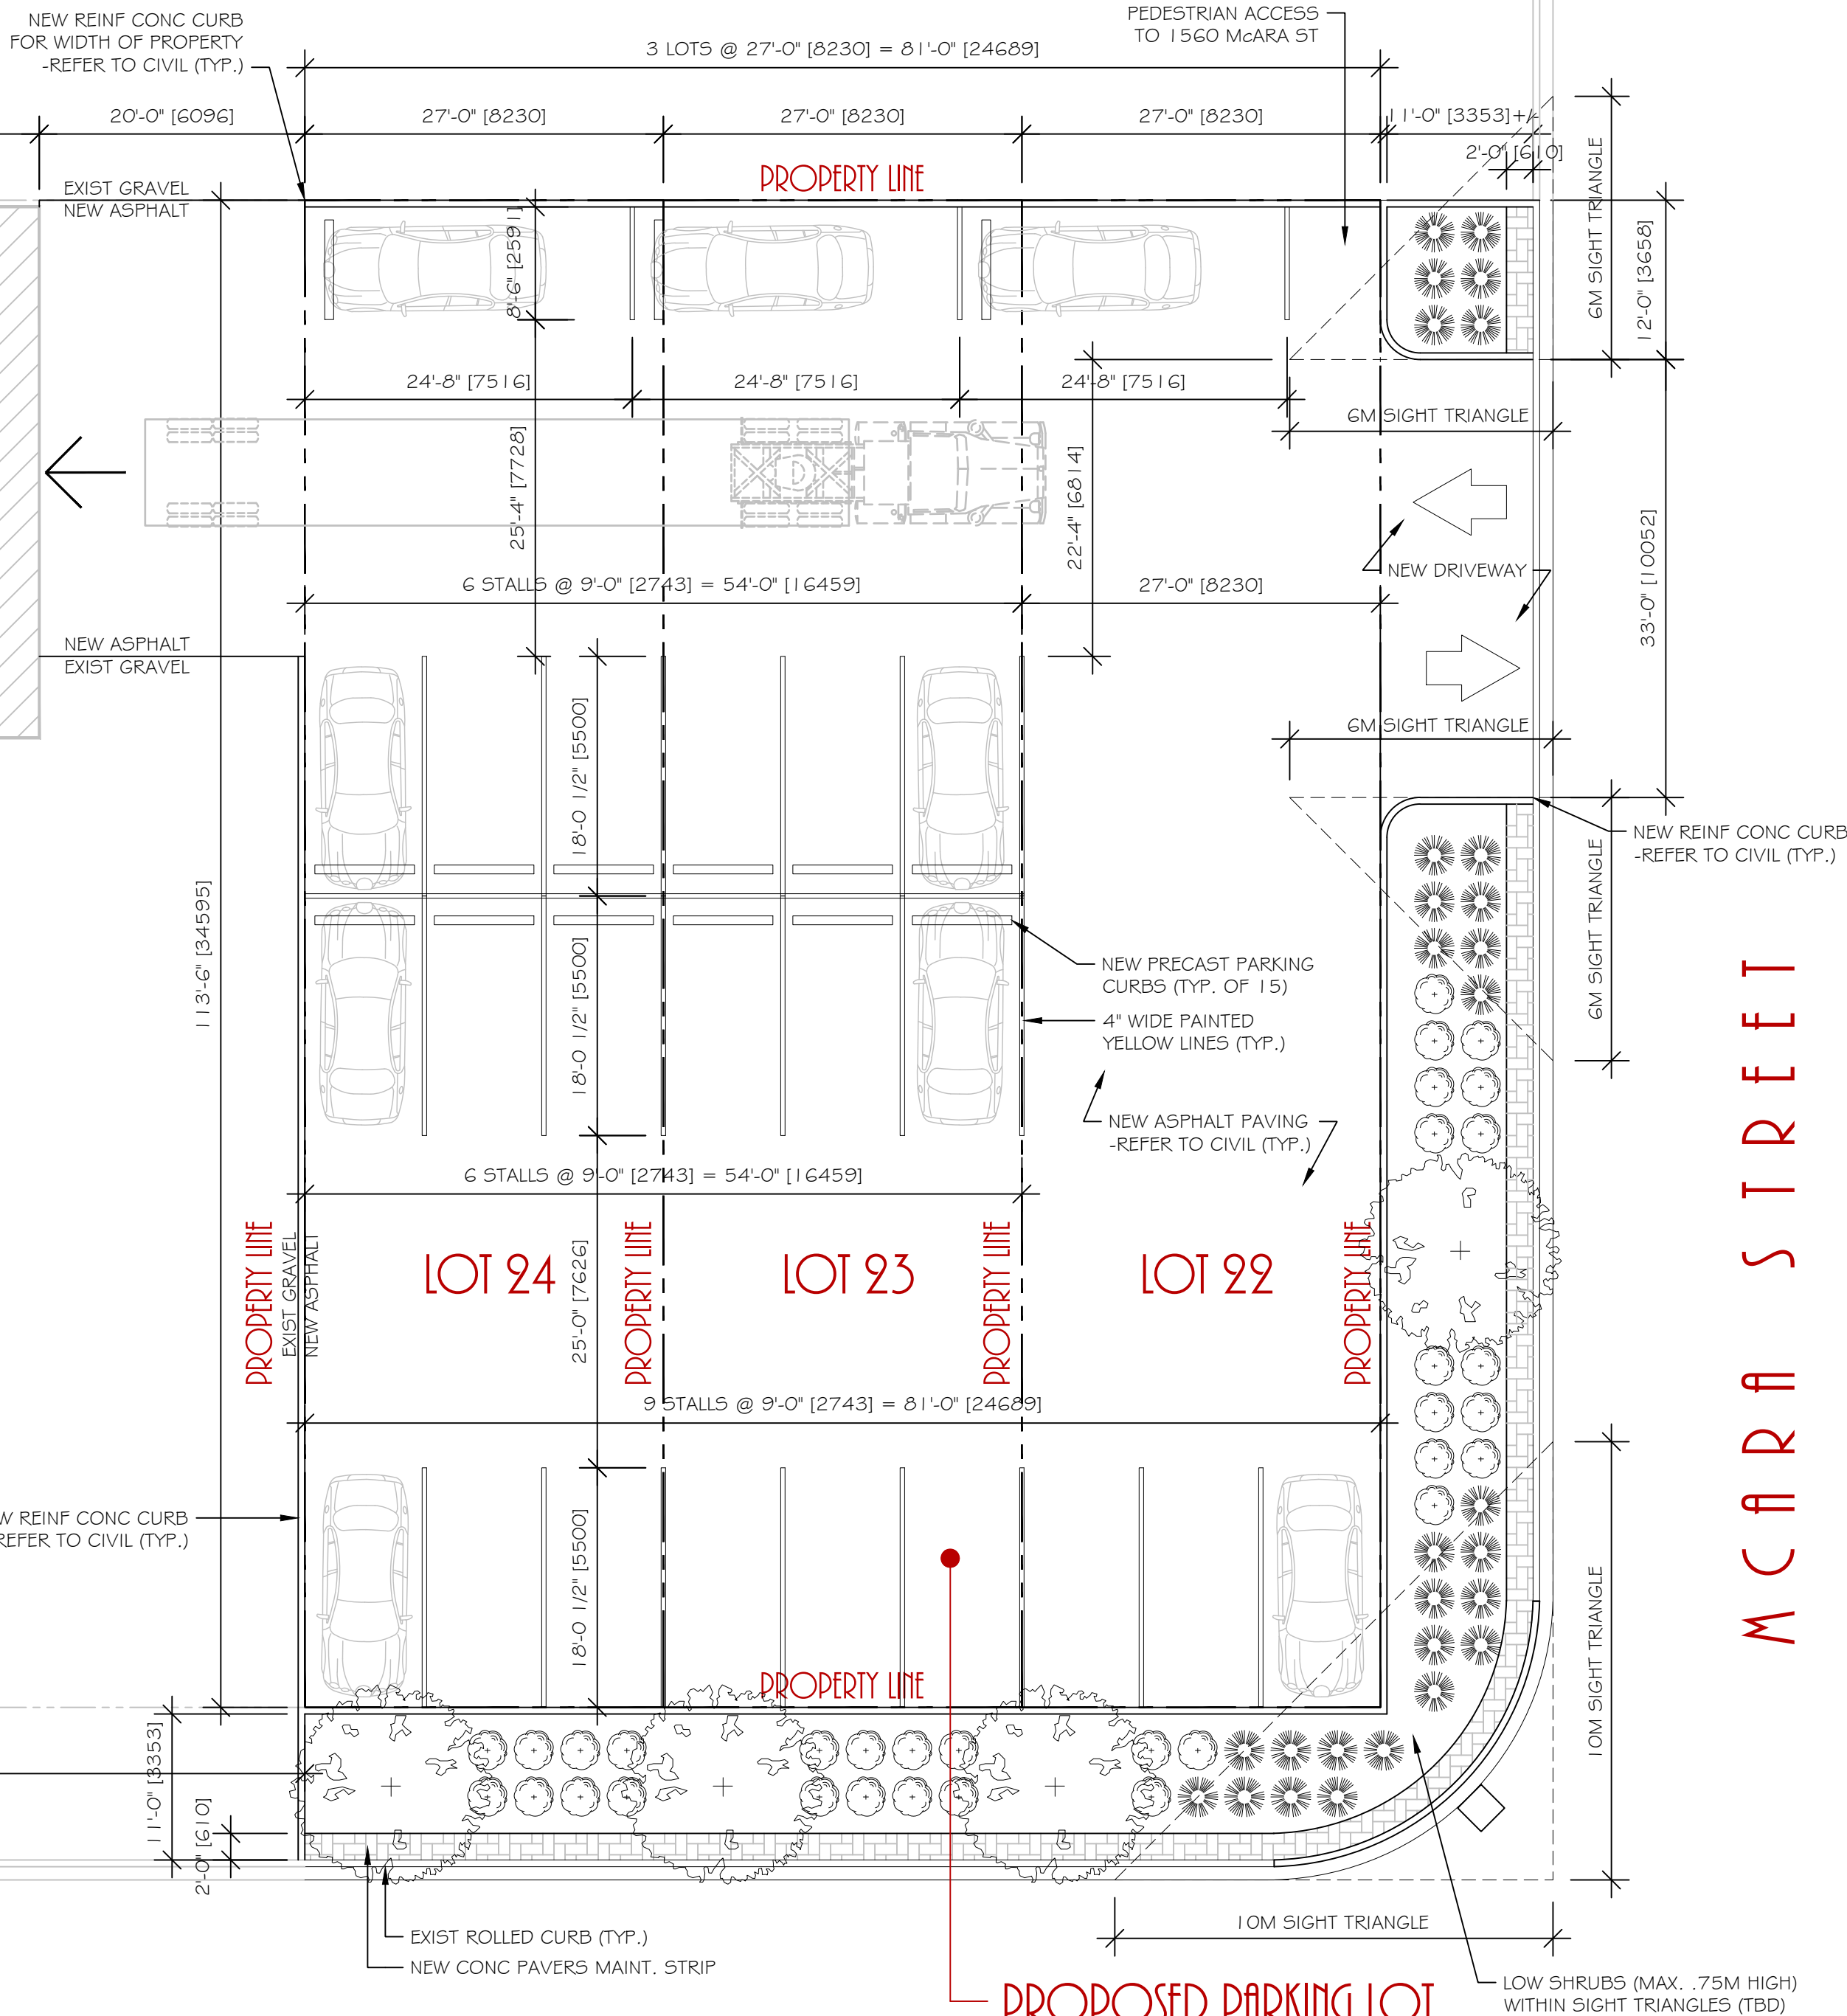 NEW REINF CONC CURB
FOR WIDTH OF PROPERTY
-REFER TO CIVIL (TYP.)
PEDESTRIAN ACCESS
TO 1560 McARA ST
3 LOTS @ 27'-0" [8230] = 81'-0" [24689]
20'-0" [6096]
27'-0" [8230]
27'-0" [8230]
27'-0" [8230]
11'-0" [3353]+/-
2'-0" [610]
6M SIGHT TRIANGLE
12'-0" [3658]
PROPERTY LINE
EXIST GRAVEL
NEW ASPHALT
8'-6" [2591]
24'-8" [7516]
24'-8" [7516]
24'-8" [7516]
6M SIGHT TRIANGLE
25'-4" [7728]
22'-4" [6814]
33'-0" [10052]
NEW DRIVEWAY
6 STALLS @ 9'-0" [2743] = 54'-0" [16459]
27'-0" [8230]
NEW ASPHALT
EXIST GRAVEL
6M SIGHT TRIANGLE
18'-0 1/2" [5500]
NEW REINF CONC CURB
-REFER TO CIVIL (TYP.)
6M SIGHT TRIANGLE
113'-6" [34595]
18'-0 1/2" [5500]
NEW PRECAST PARKING
CURBS (TYP. OF 15)
4" WIDE PAINTED
YELLOW LINES (TYP.)
NEW ASPHALT PAVING
-REFER TO CIVIL (TYP.)
6 STALLS @ 9'-0" [2743] = 54'-0" [16459]
PROPERTY LINE
EXIST GRAVEL
NEW ASPHALT
LOT 24
25'-0" [7626]
PROPERTY LINE
LOT 23
PROPERTY LINE
LOT 22
PROPERTY LINE
MCARA STREET
9 STALLS @ 9'-0" [2743] = 81'-0" [24689]
W REINF CONC CURB
REFER TO CIVIL (TYP.)
18'-0 1/2" [5500]
10M SIGHT TRIANGLE
PROPERTY LINE
11'-0" [3353]
2'-0" [610]
10M SIGHT TRIANGLE
EXIST ROLLED CURB (TYP.)
NEW CONC PAVERS MAINT. STRIP
PROPOSED PARKING LOT
LOW SHRUBS (MAX. .75M HIGH)
WITHIN SIGHT TRIANGLES (TBD)